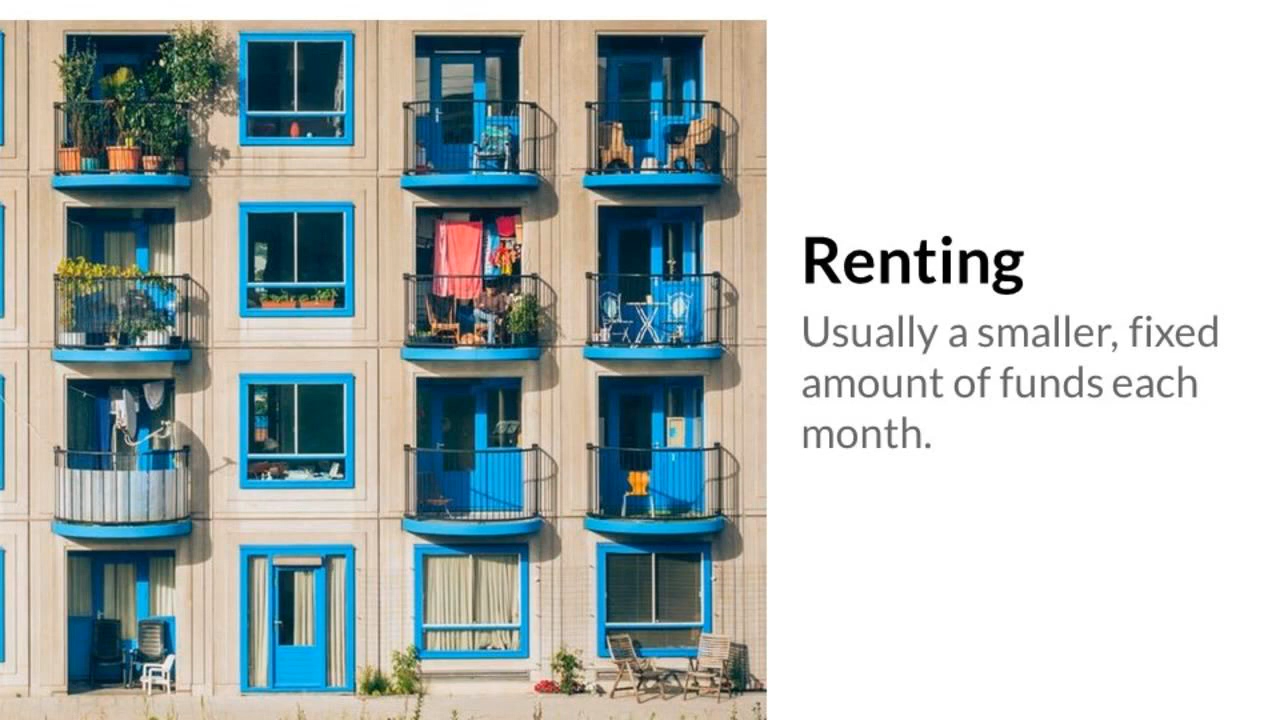 Renting
Usually a smaller, fixed
amount of funds each
month.